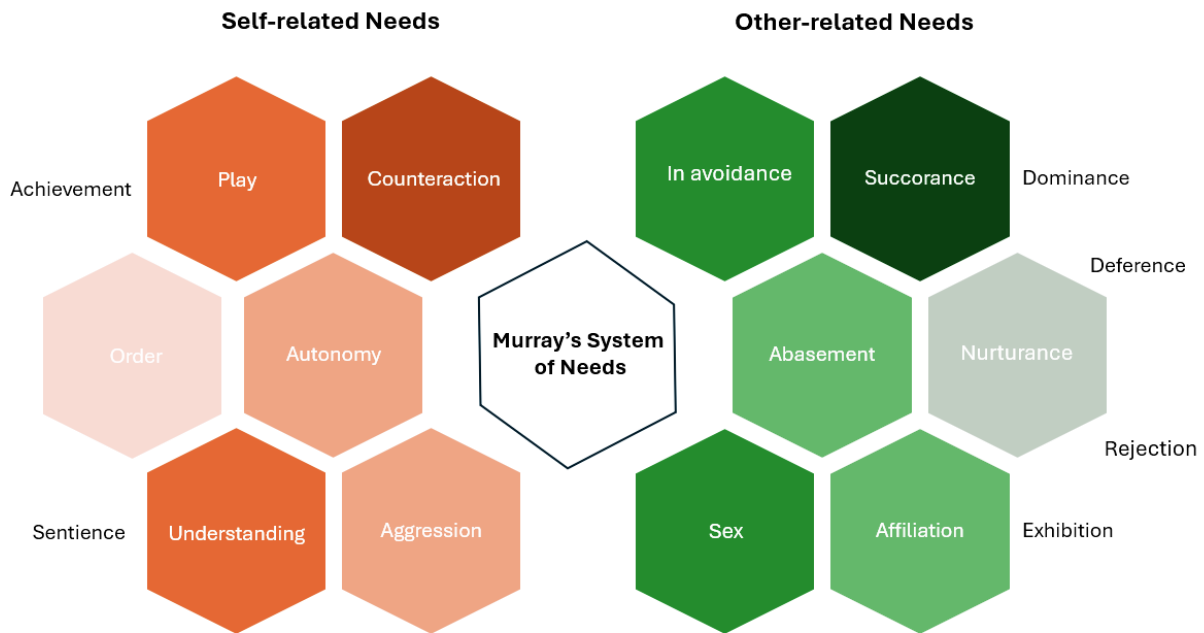 Self-related Needs
Other-related Needs
Achievement
Play
Counteraction
In avoidance
Succorance
Dominance
Deference
Order
Autonomy
Murray's System
of Needs
Abasement
Nurturance
Rejection
Sentience
Understanding
Aggression
Sex
Affiliation
Exhibition